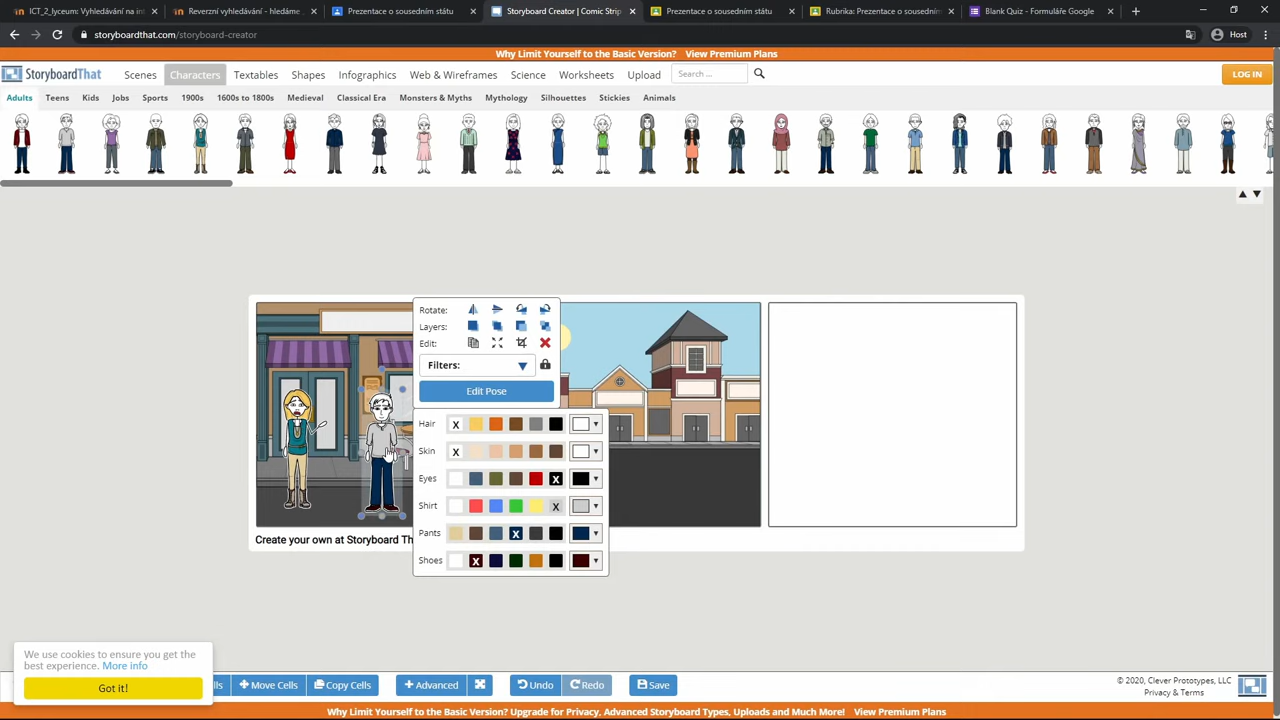 ICT_2_lyceum: Vyhledávání na in
Reverzní vyhledávání - hledáme
Prezentace o sousedním státu
Storyboard Creator | Comic Strip
Prezentace o sousedním státu
Rubrika: Prezentace o sousedním
Blank Quiz - Formuláře Google
storyboardthat.com/storyboard-creator
Host
Why Limit Yourself to the Basic Version? View Premium Plans
StoryboardThat
Scenes Characters Textables Shapes Infographics Web & Wireframes Science Worksheets Upload Search ...
LOG IN
Adults Teens Kids Jobs Sports 1900s 1600s to 1800s Medieval Classical Era Monsters & Myths Mythology Silhouettes Stickies Animals
Rotate:
Layers:
Edit:
Filters:
Edit Pose
Hair X
Skin X
Eyes X
Shirt X
Pants X
Shoes X
Create your own at Storyboard Th
We use cookies to ensure you get the
best experience. More info
Got it!
lls
Move Cells
Copy Cells
Advanced
Undo
Redo
Save
© 2020, Clever Prototypes, LLC
Privacy & Terms
Why Limit Yourself to the Basic Version? Upgrade for Privacy, Advanced Storyboard Types, Uploads and Much More! View Premium Plans